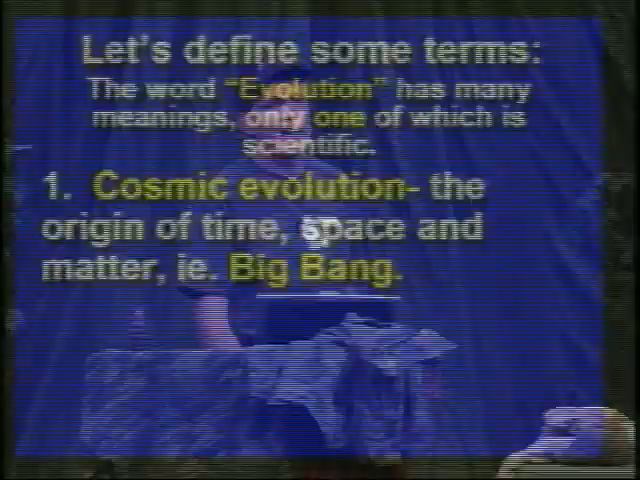 Let's define some terms:
The word “Evolution” has many
meanings, only one of which is
scientific.
1. Cosmic evolution- the
origin of time, space and
matter, ie. Big Bang.